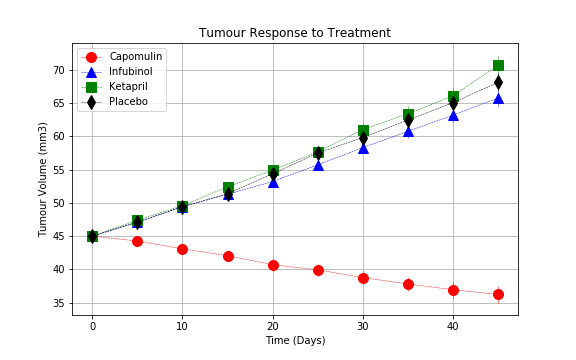 Tumour Response to Treatment
Capomulin
Infubinol
Ketapril
Placebo
Tumour Volume (mm3)
70
65
60
55
50
45
40
35
0 10 20 30 40
Time (Days)